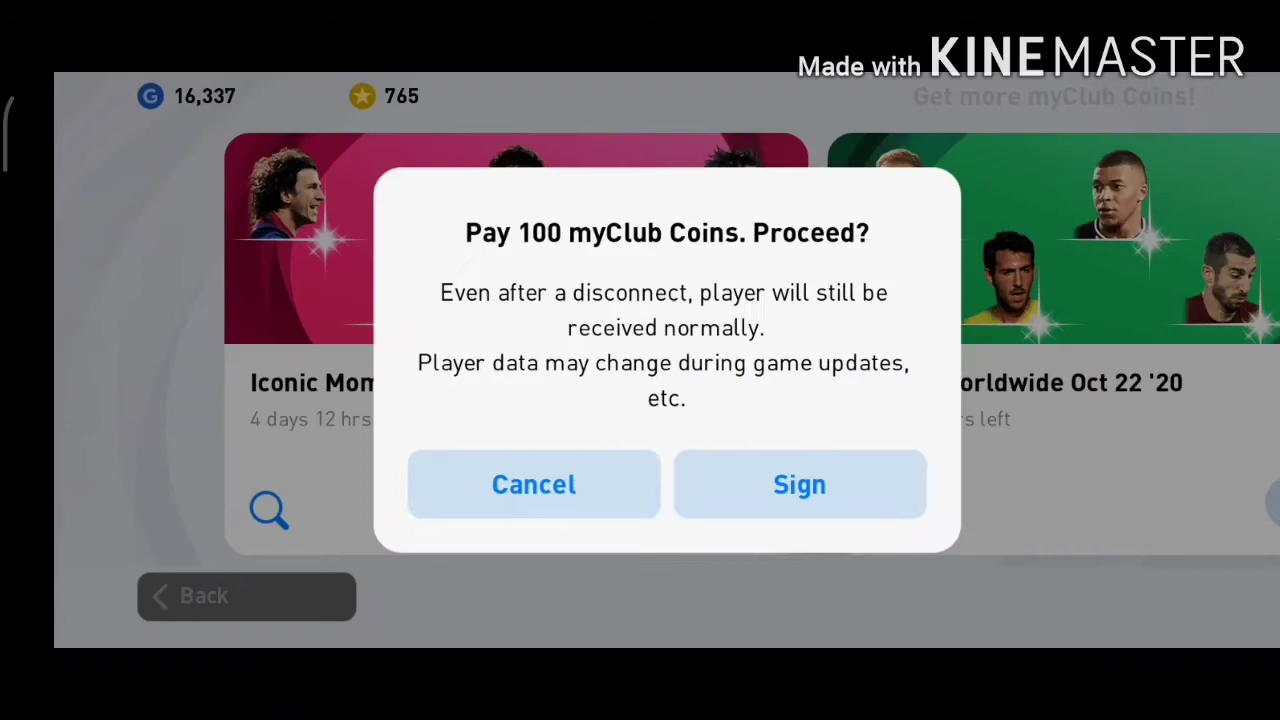 Made with KINEMASTER
G 16,337 765 Get more myClub Coins!
Pay 100 myClub Coins. Proceed?
Even after a disconnect, player will still be
received normally.
Player data may change during game updates,
etc.
Cancel Sign
Iconic Mom
4 days 12 hrs
orldwide Oct 22 '20
s left
Back